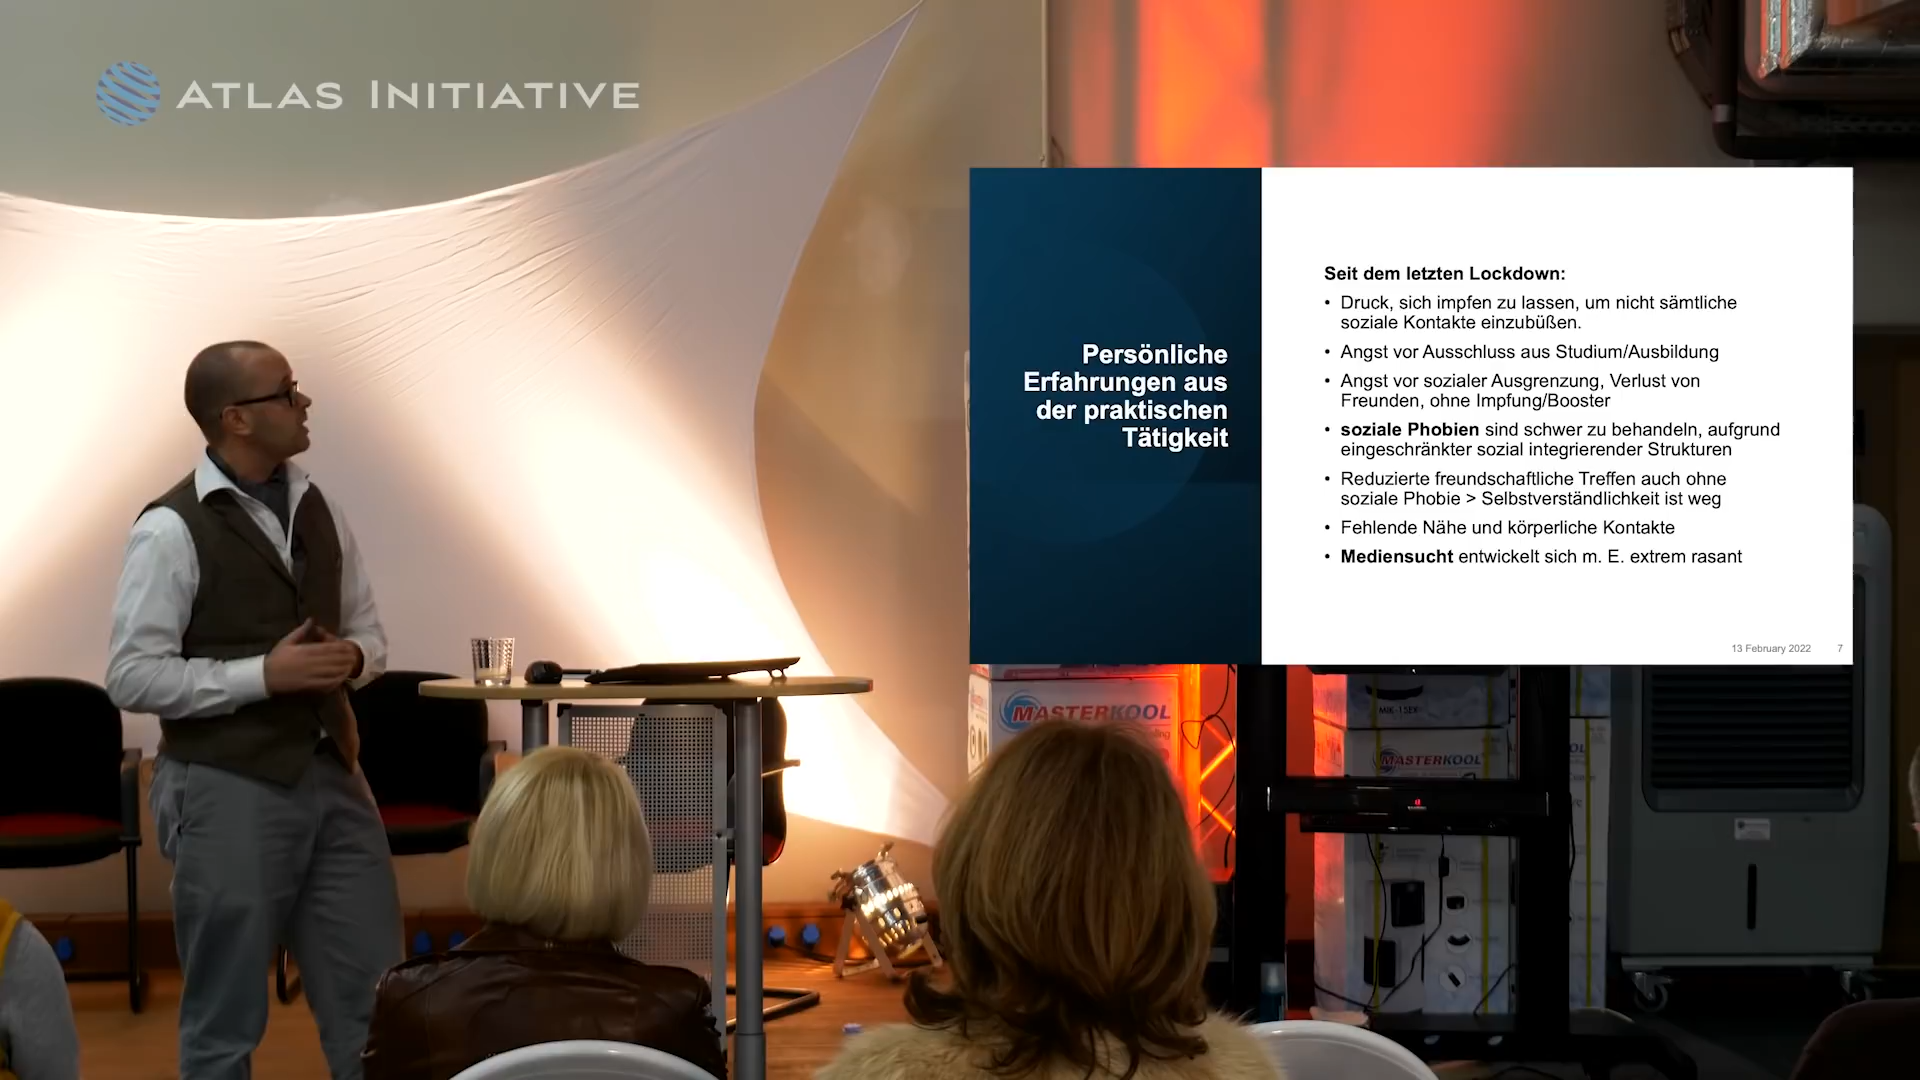 ATLAS INITIATIVE
Persönliche
Erfahrungen aus
der praktischen
Tätigkeit
Seit dem letzten Lockdown:
• Druck, sich impfen zu lassen, um nicht sämtliche
soziale Kontakte einzubüßen.
• Angst vor Ausschluss aus Studium/Ausbildung
• Angst vor sozialer Ausgrenzung, Verlust von
Freunden, ohne Impfung/Booster
• soziale Phobien sind schwer zu behandeln, aufgrund
eingeschränkter sozial integrierender Strukturen
• Reduzierte freundschaftliche Treffen auch ohne
soziale Phobie > Selbstverständlichkeit ist weg
• Fehlende Nähe und körperliche Kontakte
• Mediensucht entwickelt sich m. E. extrem rasant
13 February 2022 7
MASTERKOOL
MIK-15EX
MASTERKOOL